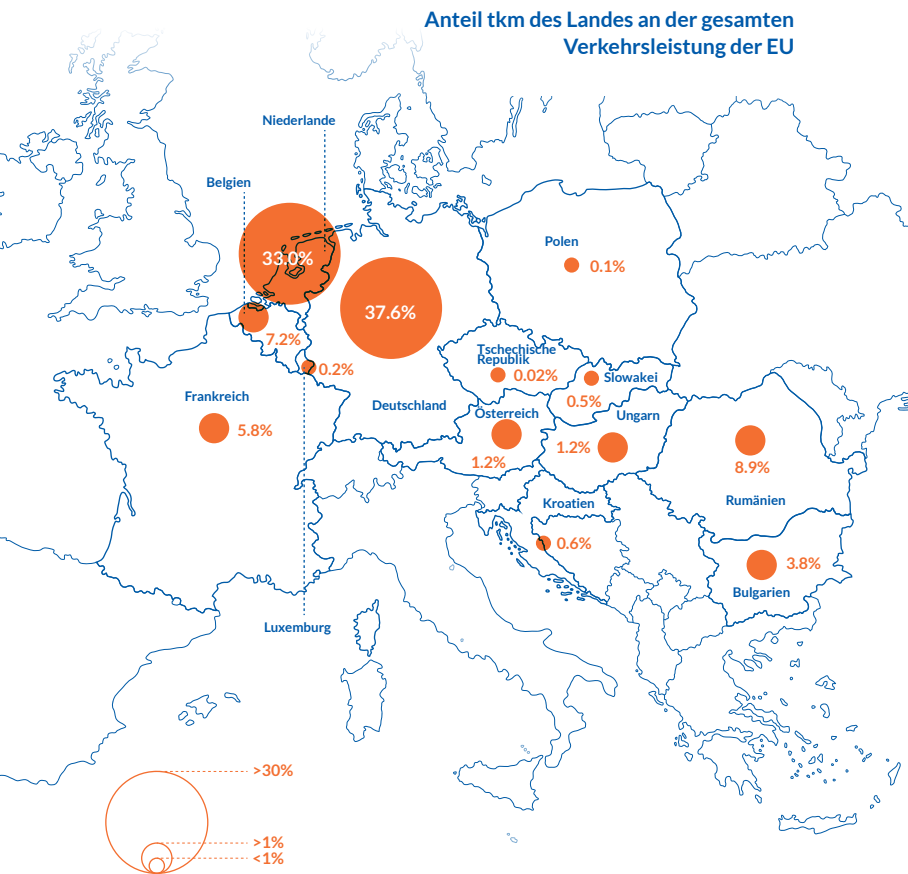 Anteil tkm des Landes an der gesamten
Verkehrsleistung der EU
Niederlande
Belgien
33.0%
Polen
0.1%
37.6%
7.2%
0.2%
Tschechische
Republik
0.02%
Slowakei
0.5%
Frankreich
5.8%
Deutschland
Österreich
1.2%
Ungarn
1.2%
8.9%
Rumänien
Kroatien
0.6%
3.8%
Bulgarien
Luxemburg
>30%
>1%
<1%